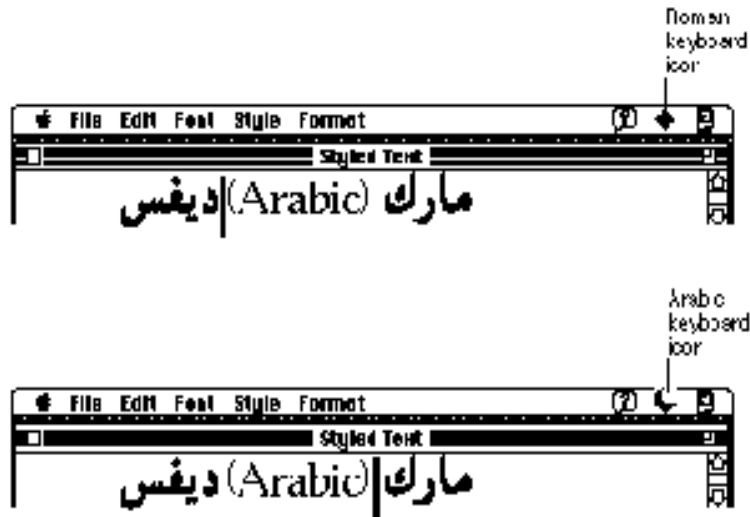 Roman
keyboard
icon
File Edit Font Style Format
Styled Text
مارك (Arabic) ديفس
Arabic
keyboard
icon
File Edit Font Style Format
Styled Text
مارك (Arabic) ديفس